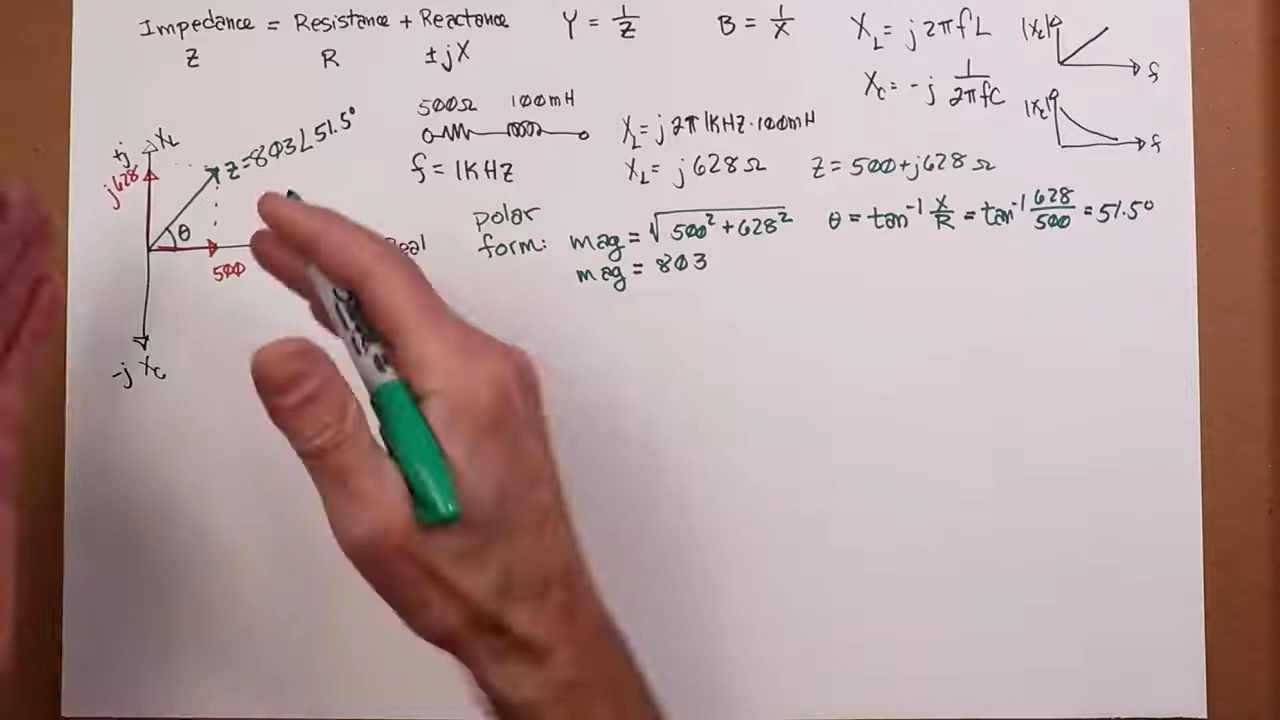 Impedance = Resistance + Reactance
Z R ±jX
Y = 1/Z
B = 1/X
X_L = j2πfL
|X_L| f
X_C = -j 1/2πfC
|X_C| f
500Ω 100mH
f = 1KHZ
X_L = j2π1KHZ·100mH
X_L = j628Ω
Z = 500+j628Ω
+j X_L
j628
Z=803∠51.5°
θ
500
Real
-j X_C
polar
form: mag = √500²+628²
mag = 803
θ = tan⁻¹ X/R = tan⁻¹ 628/500 = 51.5°